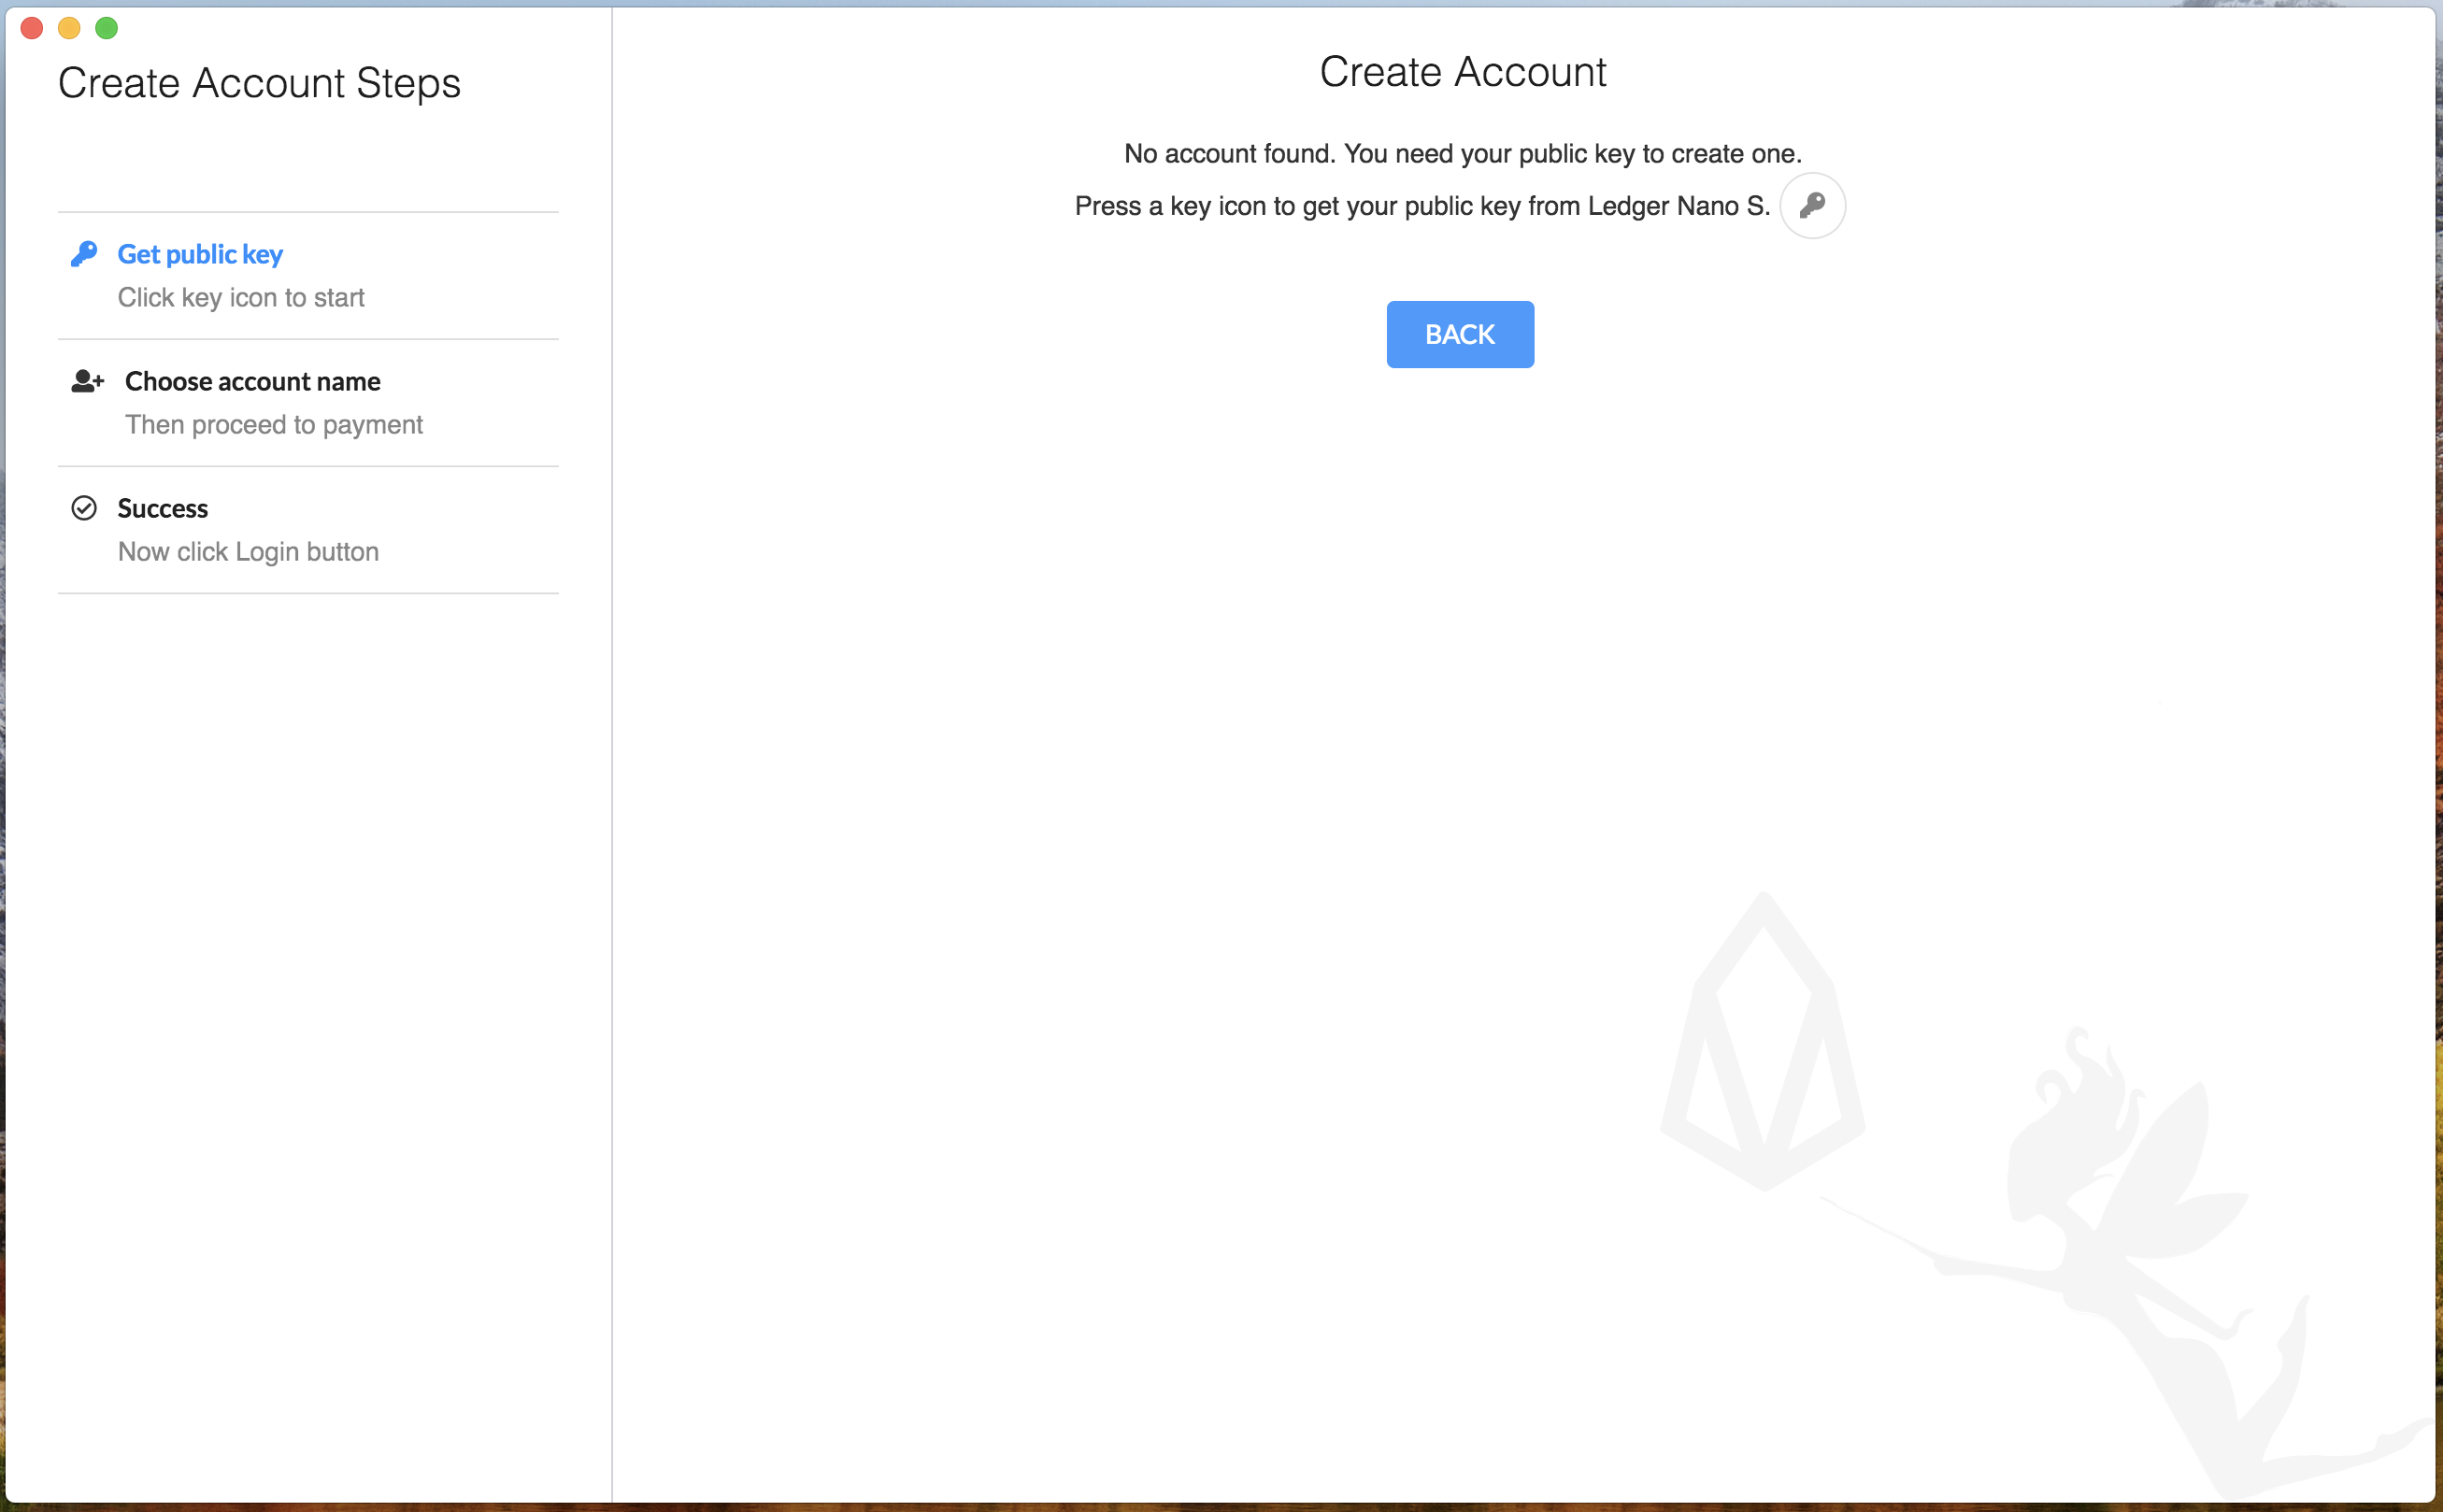 Create Account Steps
Get public key
Click key icon to start
Choose account name
Then proceed to payment
Success
Now click Login button
Create Account
No account found. You need your public key to create one.
Press a key icon to get your public key from Ledger Nano S.
BACK